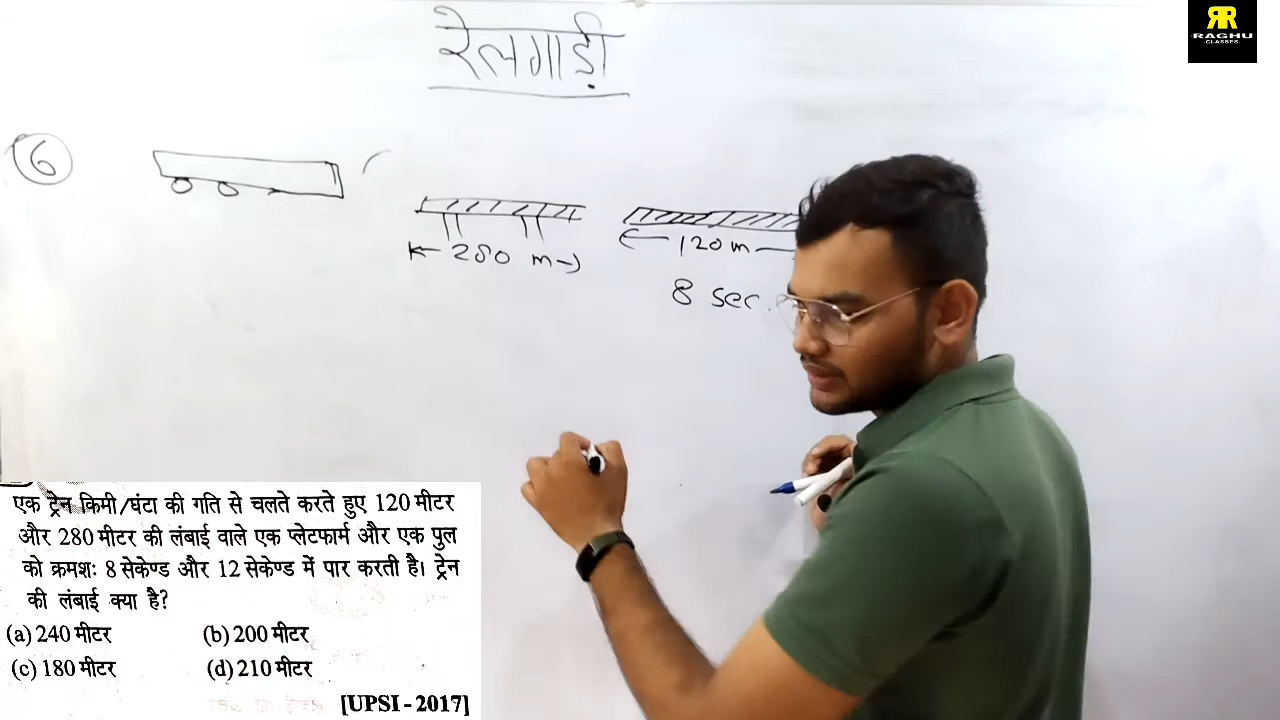 RAGHU
CLASSES
रेलगाड़ी
6
280 m
120 m
8 sec.
एक ट्रेन किमी/घंटा की गति से चलते करते हुए 120 मीटर
और 280 मीटर की लंबाई वाले एक प्लेटफार्म और एक पुल
को क्रमशः 8 सेकेण्ड और 12 सेकेण्ड में पार करती है। ट्रेन
की लंबाई क्या है?
(a) 240 मीटर (b) 200 मीटर
(c) 180 मीटर (d) 210 मीटर
[UPSI - 2017]